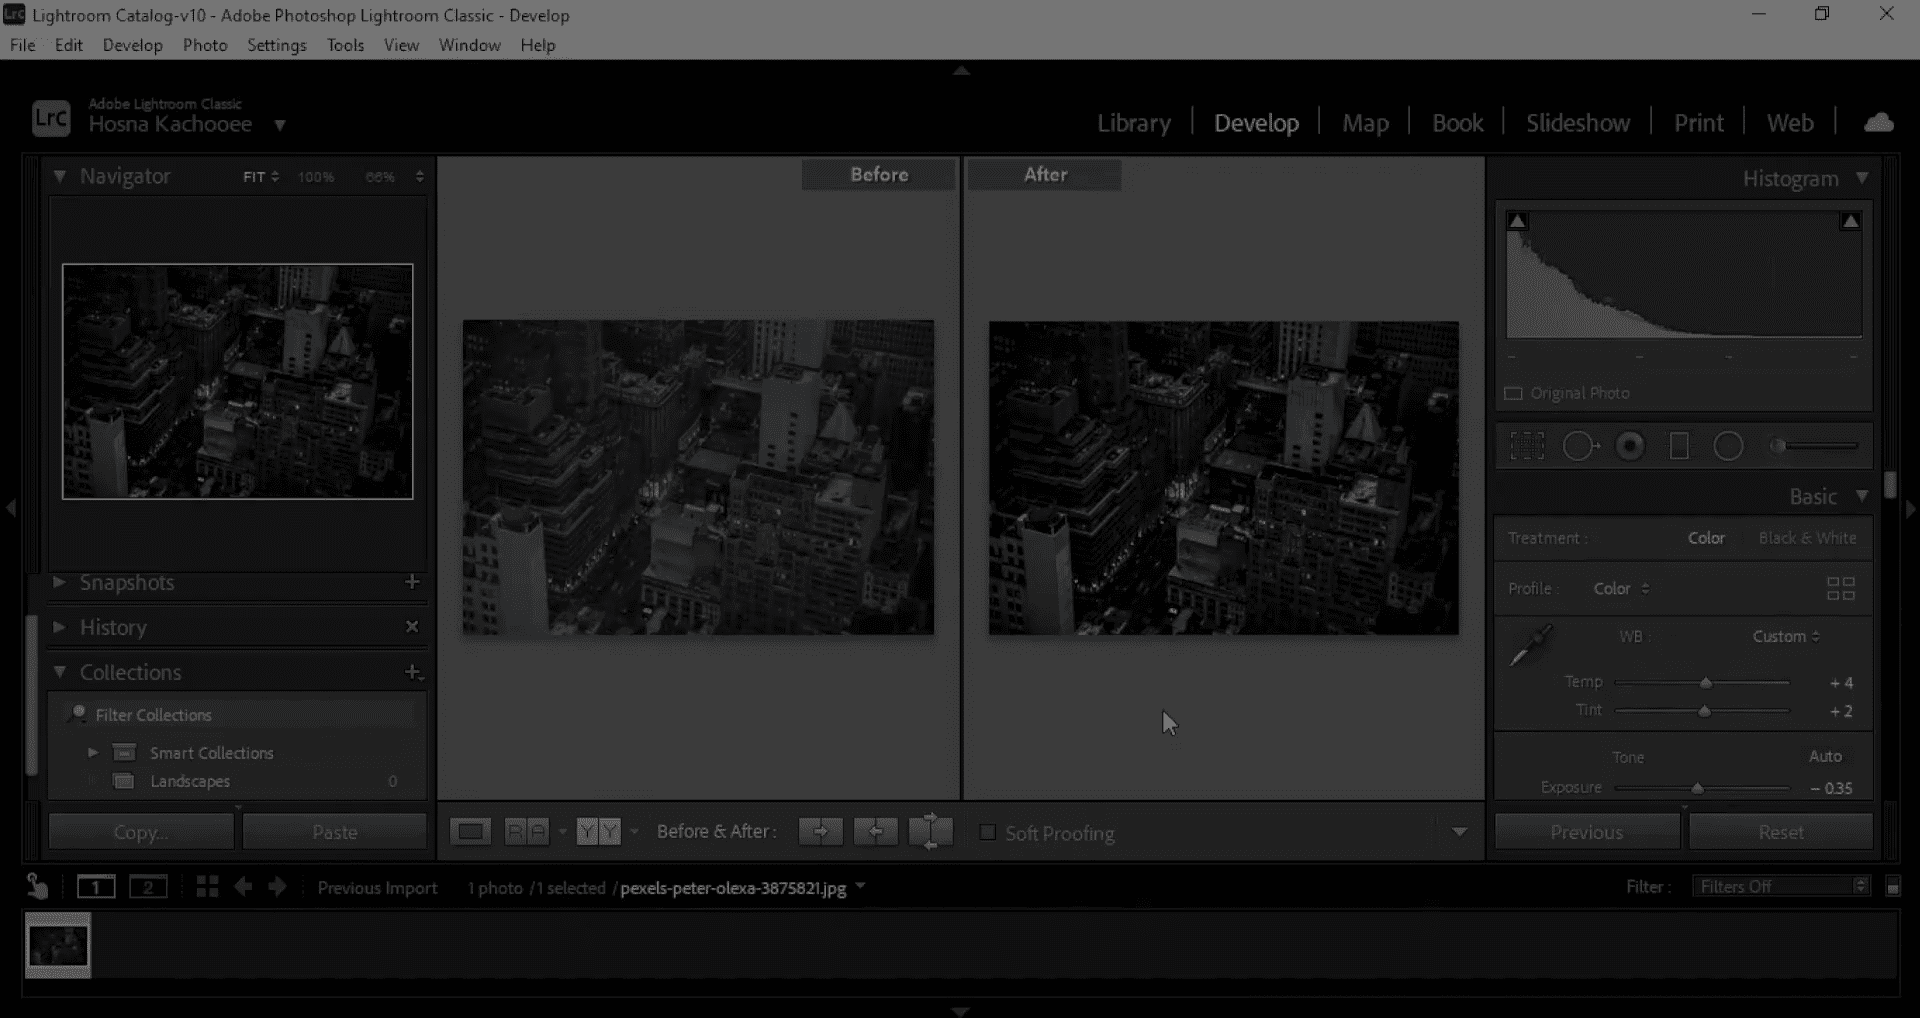 Lrc Lightroom Catalog-v10 - Adobe Photoshop Lightroom Classic - Develop
File Edit Develop Photo Settings Tools View Window Help
Lrc Adobe Lightroom Classic
Hosna Kachooee
Library Develop Map Book Slideshow Print Web
Navigator FIT 100% 66%
Before After
Histogram
Original Photo
Basic
Treatment : Color Black & White
Profile : Color
WB : Custom
Temp + 4
Tint + 2
Tone Auto
Exposure - 0.35
Previous Reset
Snapshots
History
Collections
Filter Collections
Smart Collections
Landscapes 0
Copy... Paste
R A Y Y Before & After : Soft Proofing
1 2 Previous Import 1 photo / 1 selected / pexels-peter-olexa-3875821.jpg Filter : Filters Off